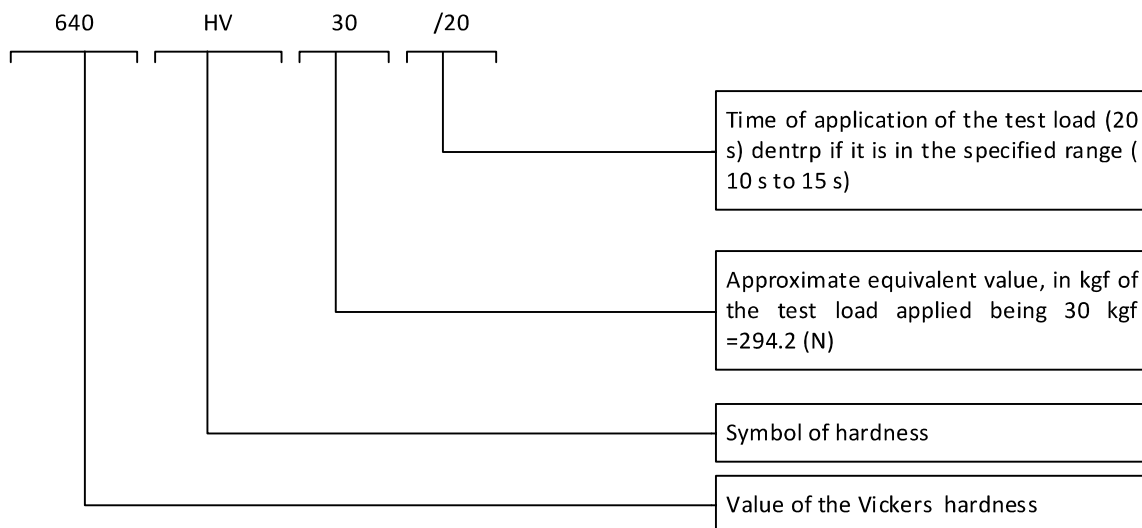 640 HV 30 /20
Time of application of the test load (20
s) dentrp if it is in the specified range (
10 s to 15 s)
Approximate equivalent value, in kgf of
the test load applied being 30 kgf
=294.2 (N)
Symbol of hardness
Value of the Vickers hardness